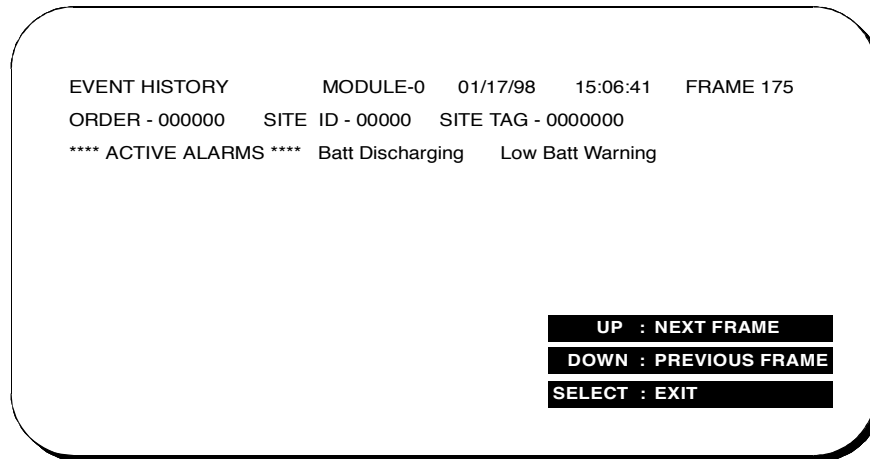 EVENT HISTORY MODULE-0 01/17/98 15:06:41 FRAME 175
ORDER - 000000 SITE ID - 00000 SITE TAG - 0000000
**** ACTIVE ALARMS **** Batt Discharging Low Batt Warning
UP : NEXT FRAME
DOWN : PREVIOUS FRAME
SELECT : EXIT